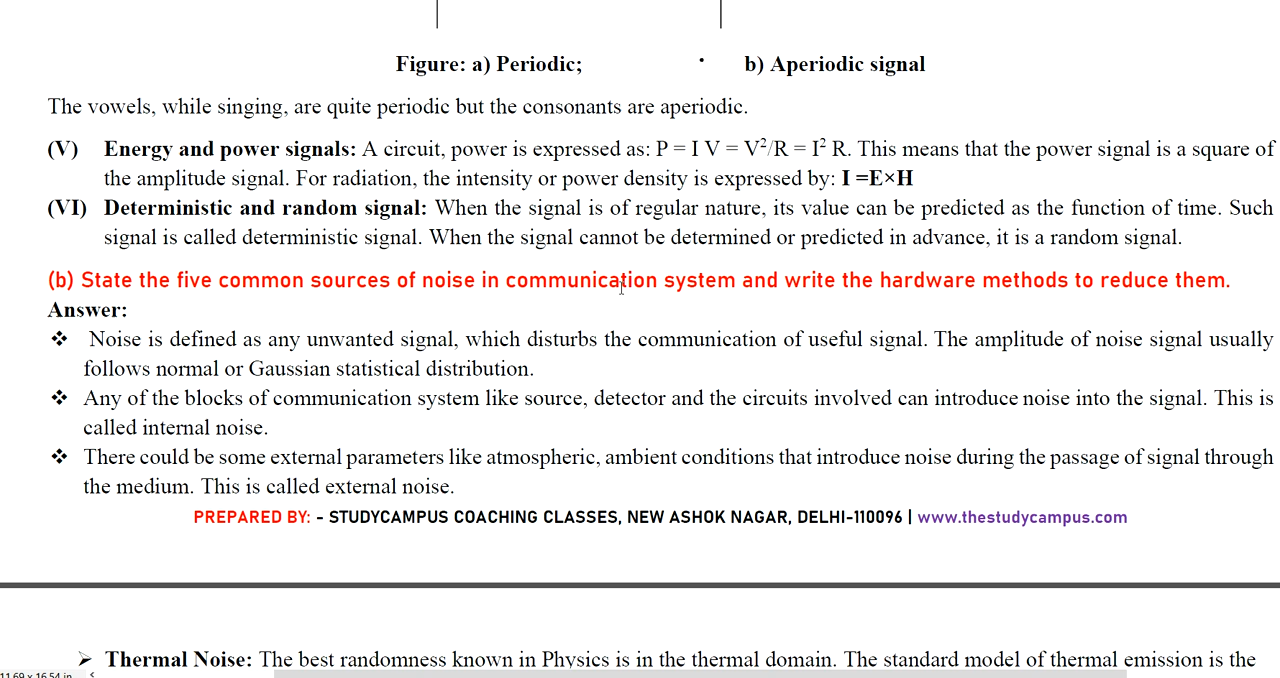 Figure: a) Periodic; b) Aperiodic signal
The vowels, while singing, are quite periodic but the consonants are aperiodic.
(V) Energy and power signals: A circuit, power is expressed as: P = I V = V²/R = I² R. This means that the power signal is a square of
the amplitude signal. For radiation, the intensity or power density is expressed by: I =E×H
(VI) Deterministic and random signal: When the signal is of regular nature, its value can be predicted as the function of time. Such
signal is called deterministic signal. When the signal cannot be determined or predicted in advance, it is a random signal.
(b) State the five common sources of noise in communication system and write the hardware methods to reduce them.
Answer:
❖ Noise is defined as any unwanted signal, which disturbs the communication of useful signal. The amplitude of noise signal usually
follows normal or Gaussian statistical distribution.
❖ Any of the blocks of communication system like source, detector and the circuits involved can introduce noise into the signal. This is
called internal noise.
❖ There could be some external parameters like atmospheric, ambient conditions that introduce noise during the passage of signal through
the medium. This is called external noise.
PREPARED BY: - STUDYCAMPUS COACHING CLASSES, NEW ASHOK NAGAR, DELHI-110096 | www.thestudycampus.com
➢ Thermal Noise: The best randomness known in Physics is in the thermal domain. The standard model of thermal emission is the
11.69 x 16.54 in